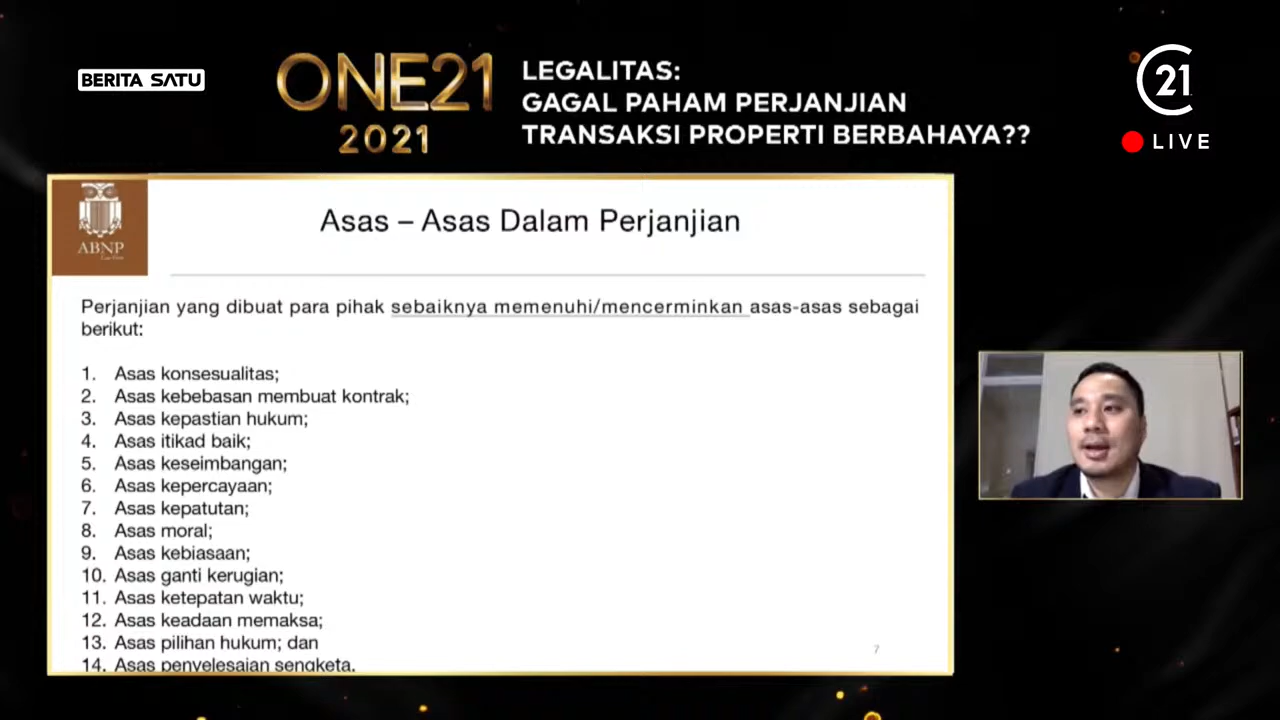 BERITA SATU
ONE21
2021
LEGALITAS:
GAGAL PAHAM PERJANJIAN
TRANSAKSI PROPERTI BERBAHAYA??
21
LIVE
ABNP
Law Firm
Asas – Asas Dalam Perjanjian
Perjanjian yang dibuat para pihak sebaiknya memenuhi/mencerminkan asas-asas sebagai
berikut:
1. Asas konsesualitas;
2. Asas kebebasan membuat kontrak;
3. Asas kepastian hukum;
4. Asas itikad baik;
5. Asas keseimbangan;
6. Asas kepercayaan;
7. Asas kepatutan;
8. Asas moral;
9. Asas kebiasaan;
10. Asas ganti kerugian;
11. Asas ketepatan waktu;
12. Asas keadaan memaksa;
13. Asas pilihan hukum; dan
14. Asas penyelesaian sengketa.
7